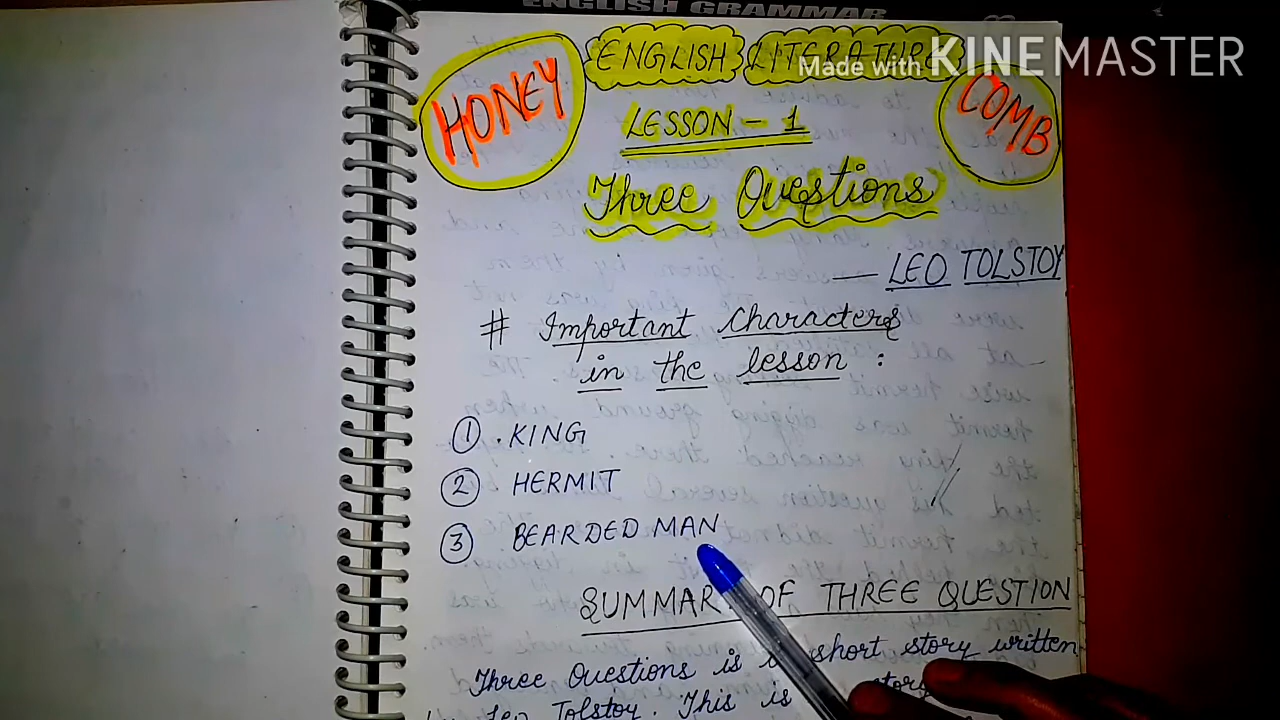 ENGLISH GRAMMAR
Made with KINEMASTER
ENGLISH LITERATURE
HONEY
COMB
LESSON - 1
Three Questions
— LEO TOLSTOY
# Important characters
in the lesson :
1 . KING
2 HERMIT
3 BEARDED MAN
SUMMARY OF THREE QUESTION
Three Questions is short story written
Leo Tolstoy. This is story